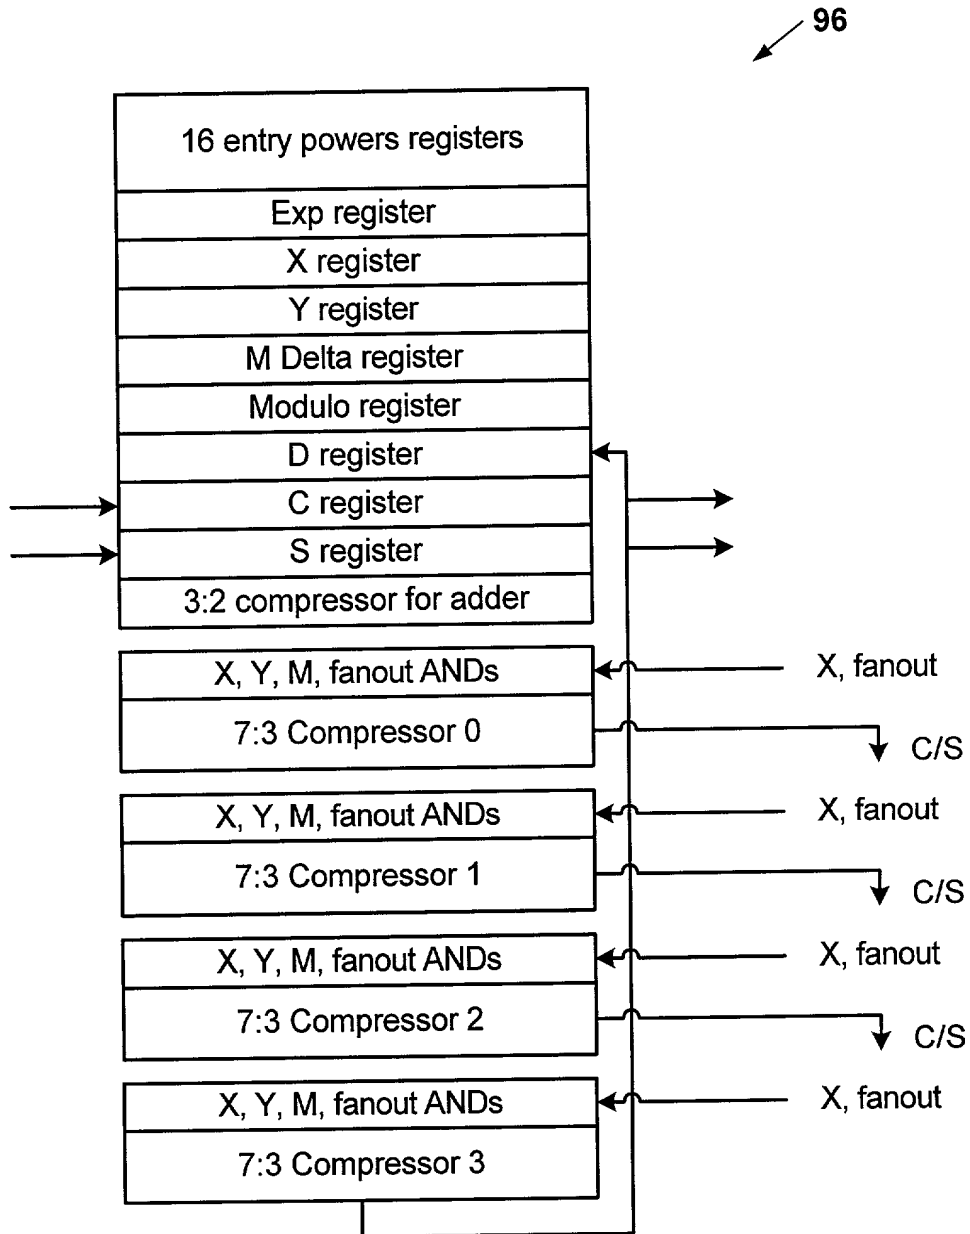 96
16 entry powers registers
Exp register
X register
Y register
M Delta register
Modulo register
D register
C register
S register
3:2 compressor for adder
X, Y, M, fanout ANDs
X, fanout
7:3 Compressor 0
C/S
X, Y, M, fanout ANDs
X, fanout
7:3 Compressor 1
C/S
X, Y, M, fanout ANDs
X, fanout
7:3 Compressor 2
C/S
X, Y, M, fanout ANDs
X, fanout
7:3 Compressor 3